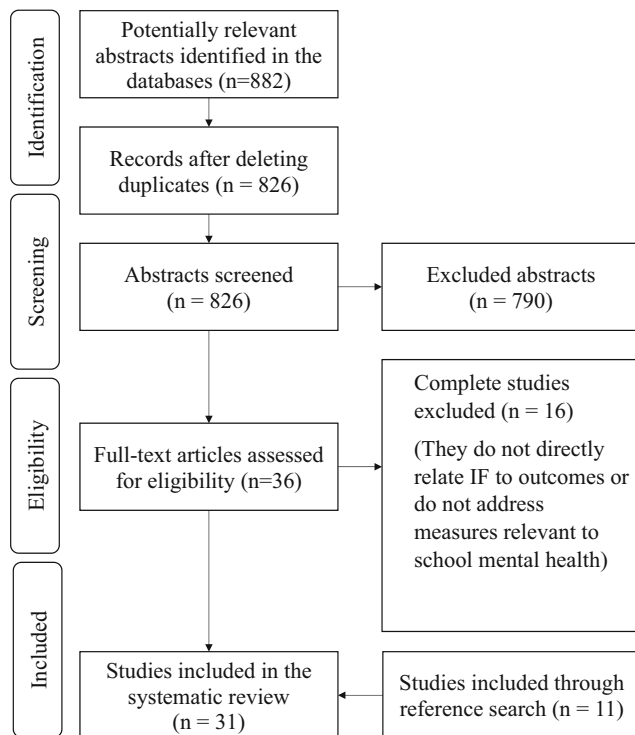 Identification
Potentially relevant
abstracts identified in the
databases (n=882)
Records after deleting
duplicates (n = 826)
Screening
Abstracts screened
(n = 826)
Excluded abstracts
(n = 790)
Eligibility
Full-text articles assessed
for eligibility (n=36)
Complete studies
excluded (n = 16)
(They do not directly
relate IF to outcomes or
do not address
measures relevant to
school mental health)
Included
Studies included in the
systematic review
(n = 31)
Studies included through
reference search (n = 11)